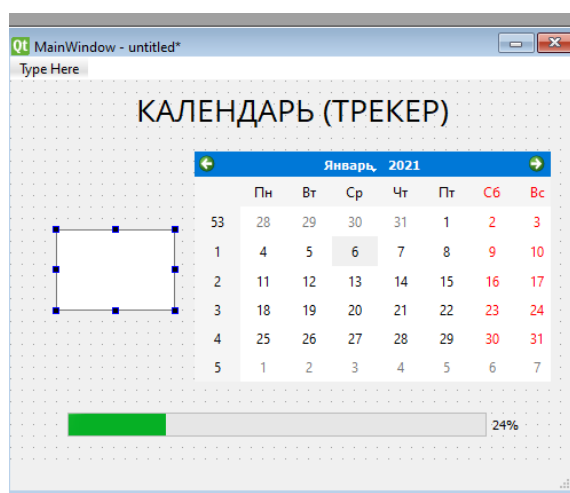 Qt MainWindow - untitled*
Type Here
КАЛЕНДАРЬ (ТРЕКЕР)
Январь, 2021
Пн Вт Ср Чт Пт Сб Вс
53 28 29 30 31 1 2 3
1 4 5 6 7 8 9 10
2 11 12 13 14 15 16 17
3 18 19 20 21 22 23 24
4 25 26 27 28 29 30 31
5 1 2 3 4 5 6 7
24%